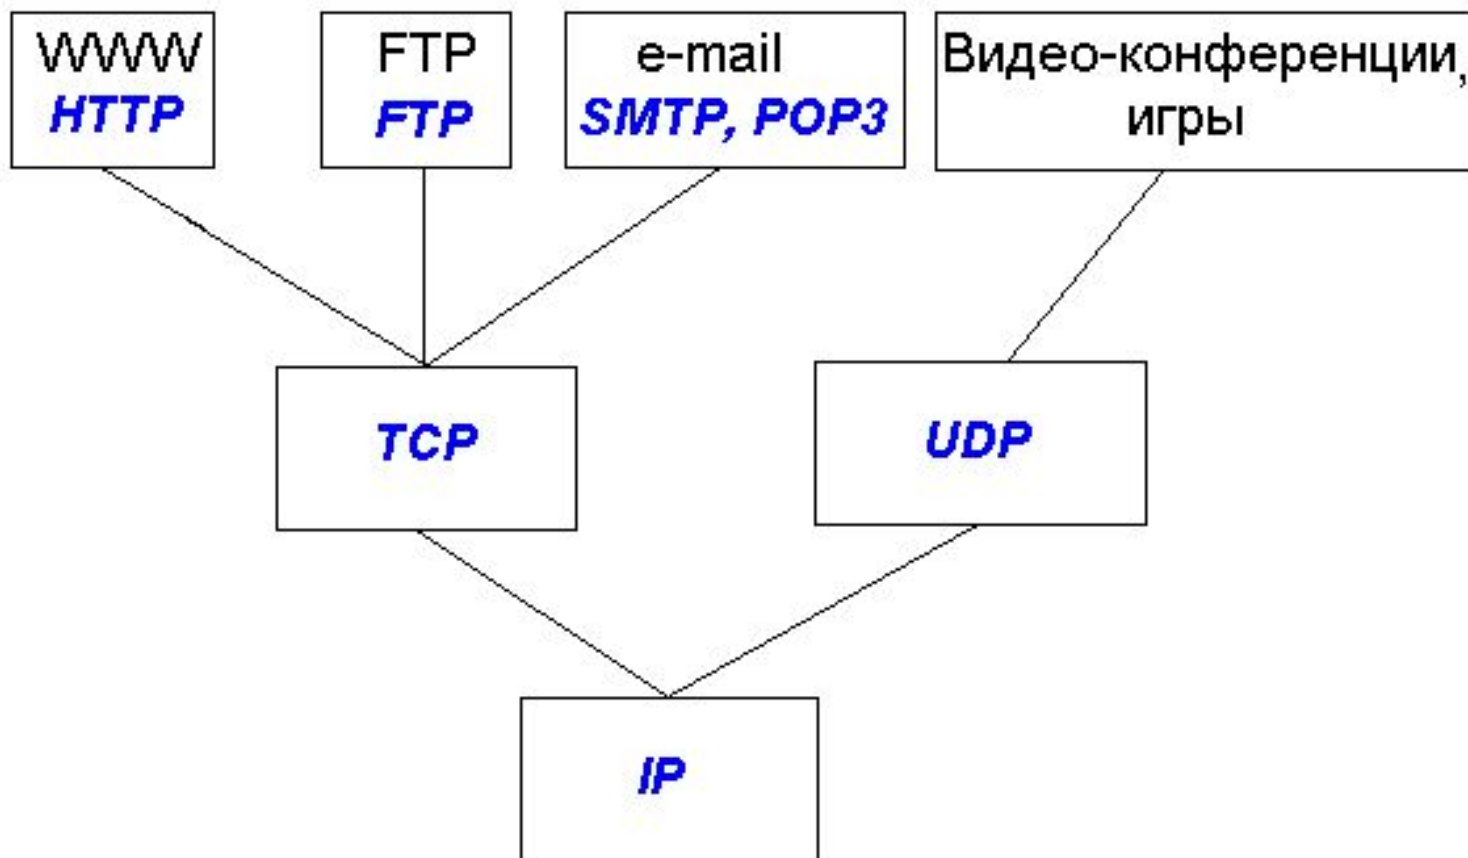 WWW
HTTP
FTP
FTP
e-mail
SMTP, POP3
Видео-конференции,
игры
TCP
UDP
IP